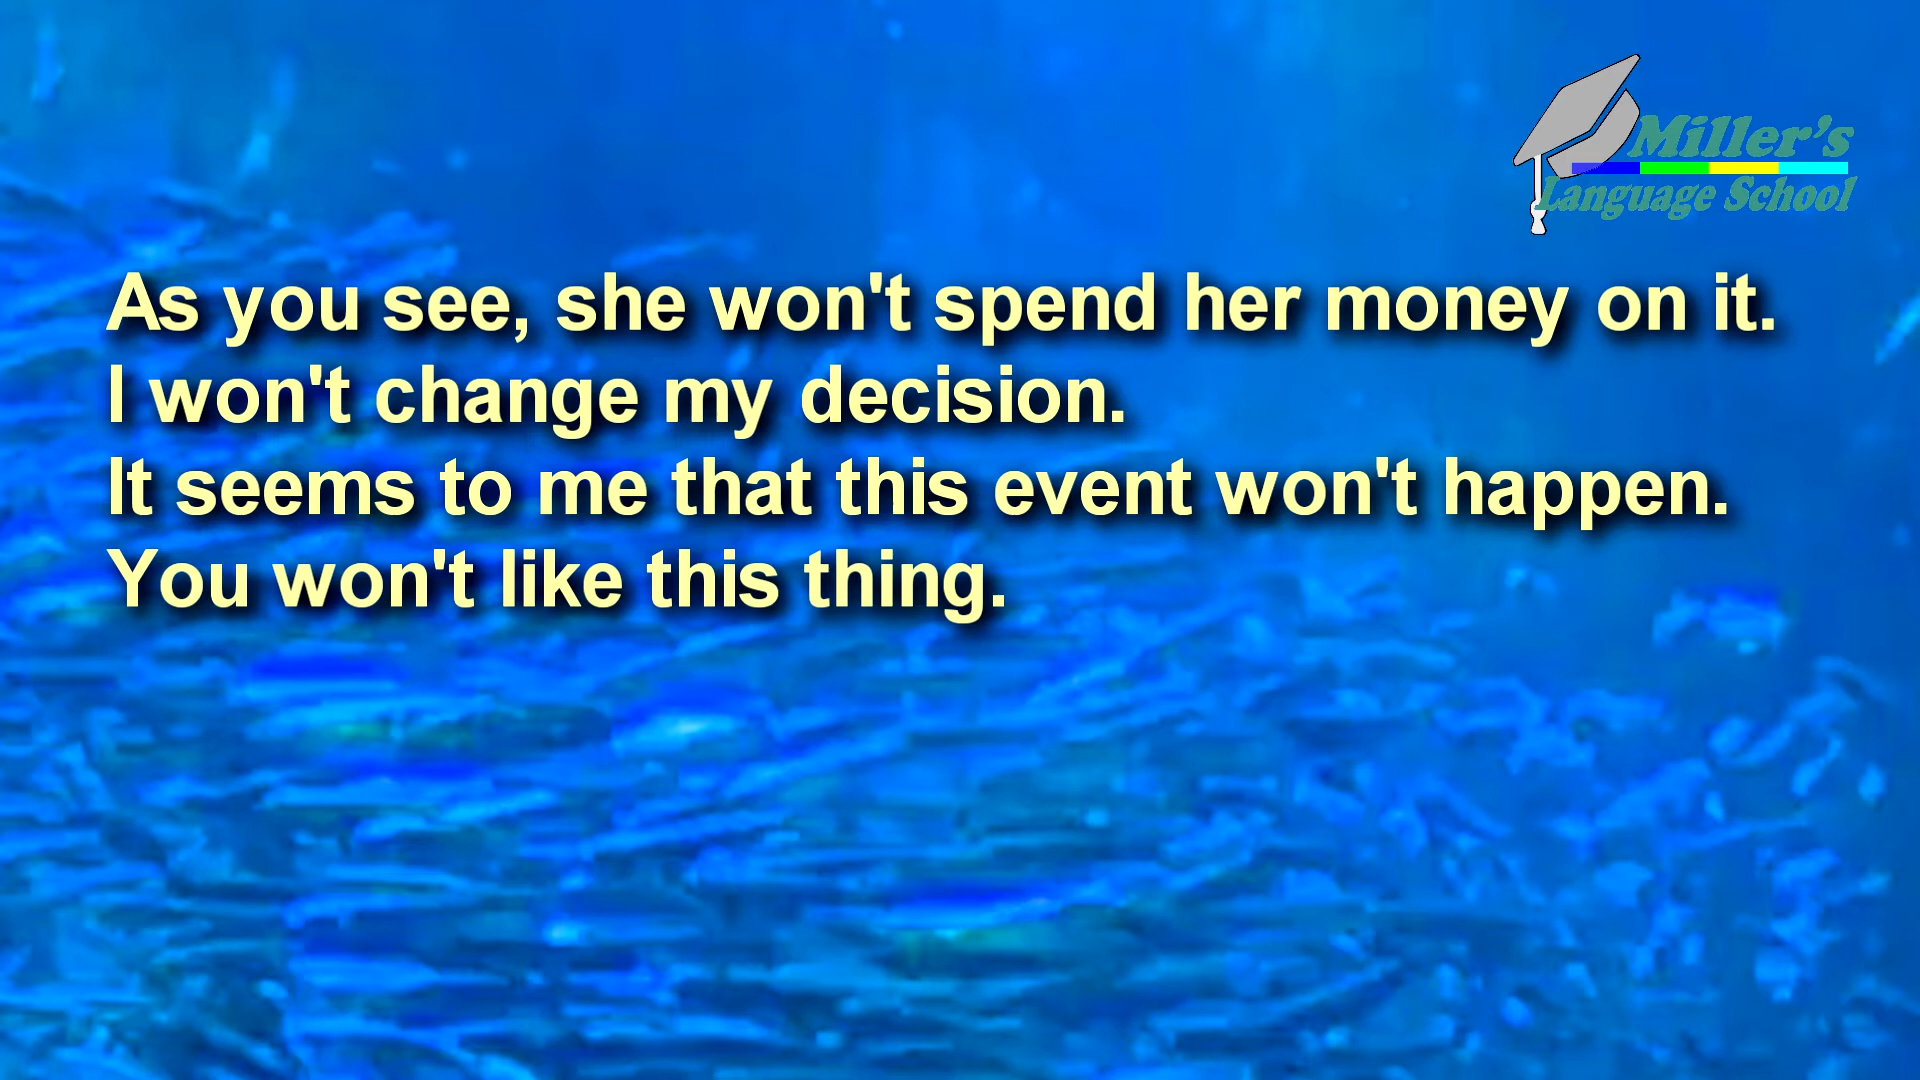 Miller's
Language School
As you see, she won't spend her money on it.
I won't change my decision.
It seems to me that this event won't happen.
You won't like this thing.